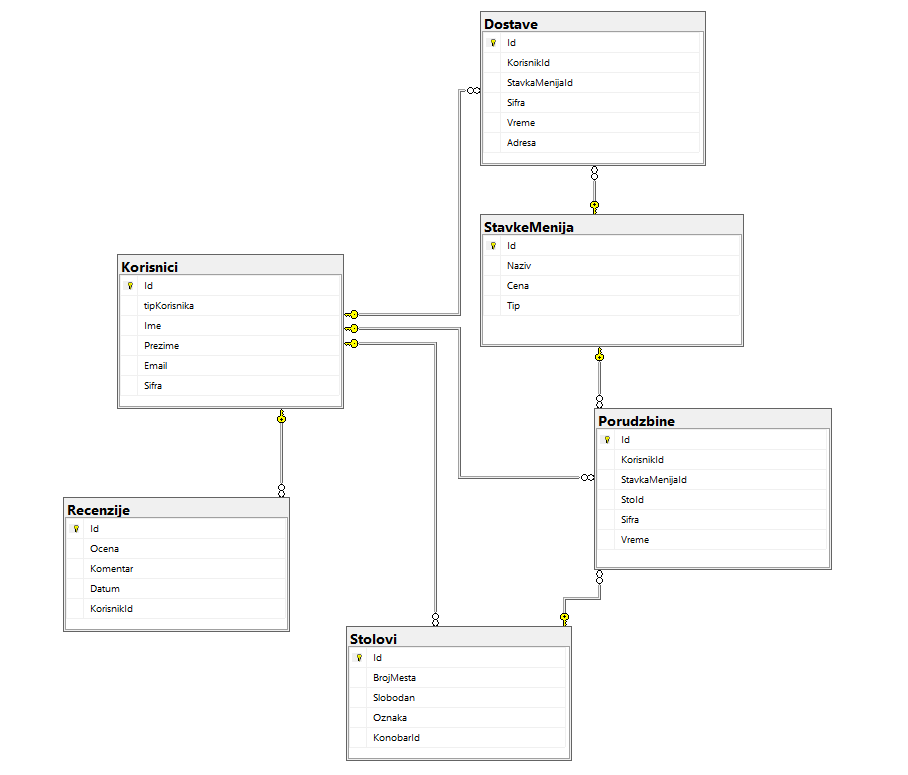 Dostave
Id
KorisnikId
StavkaMenijaId
Sifra
Vreme
Adresa
StavkeMenija
Id
Naziv
Cena
Tip
Korisnici
Id
tipKorisnika
Ime
Prezime
Email
Sifra
Porudzbine
Id
KorisnikId
StavkaMenijaId
StoId
Sifra
Vreme
Recenzije
Id
Ocena
Komentar
Datum
KorisnikId
Stolovi
Id
BrojMesta
Slobodan
Oznaka
KonobarId